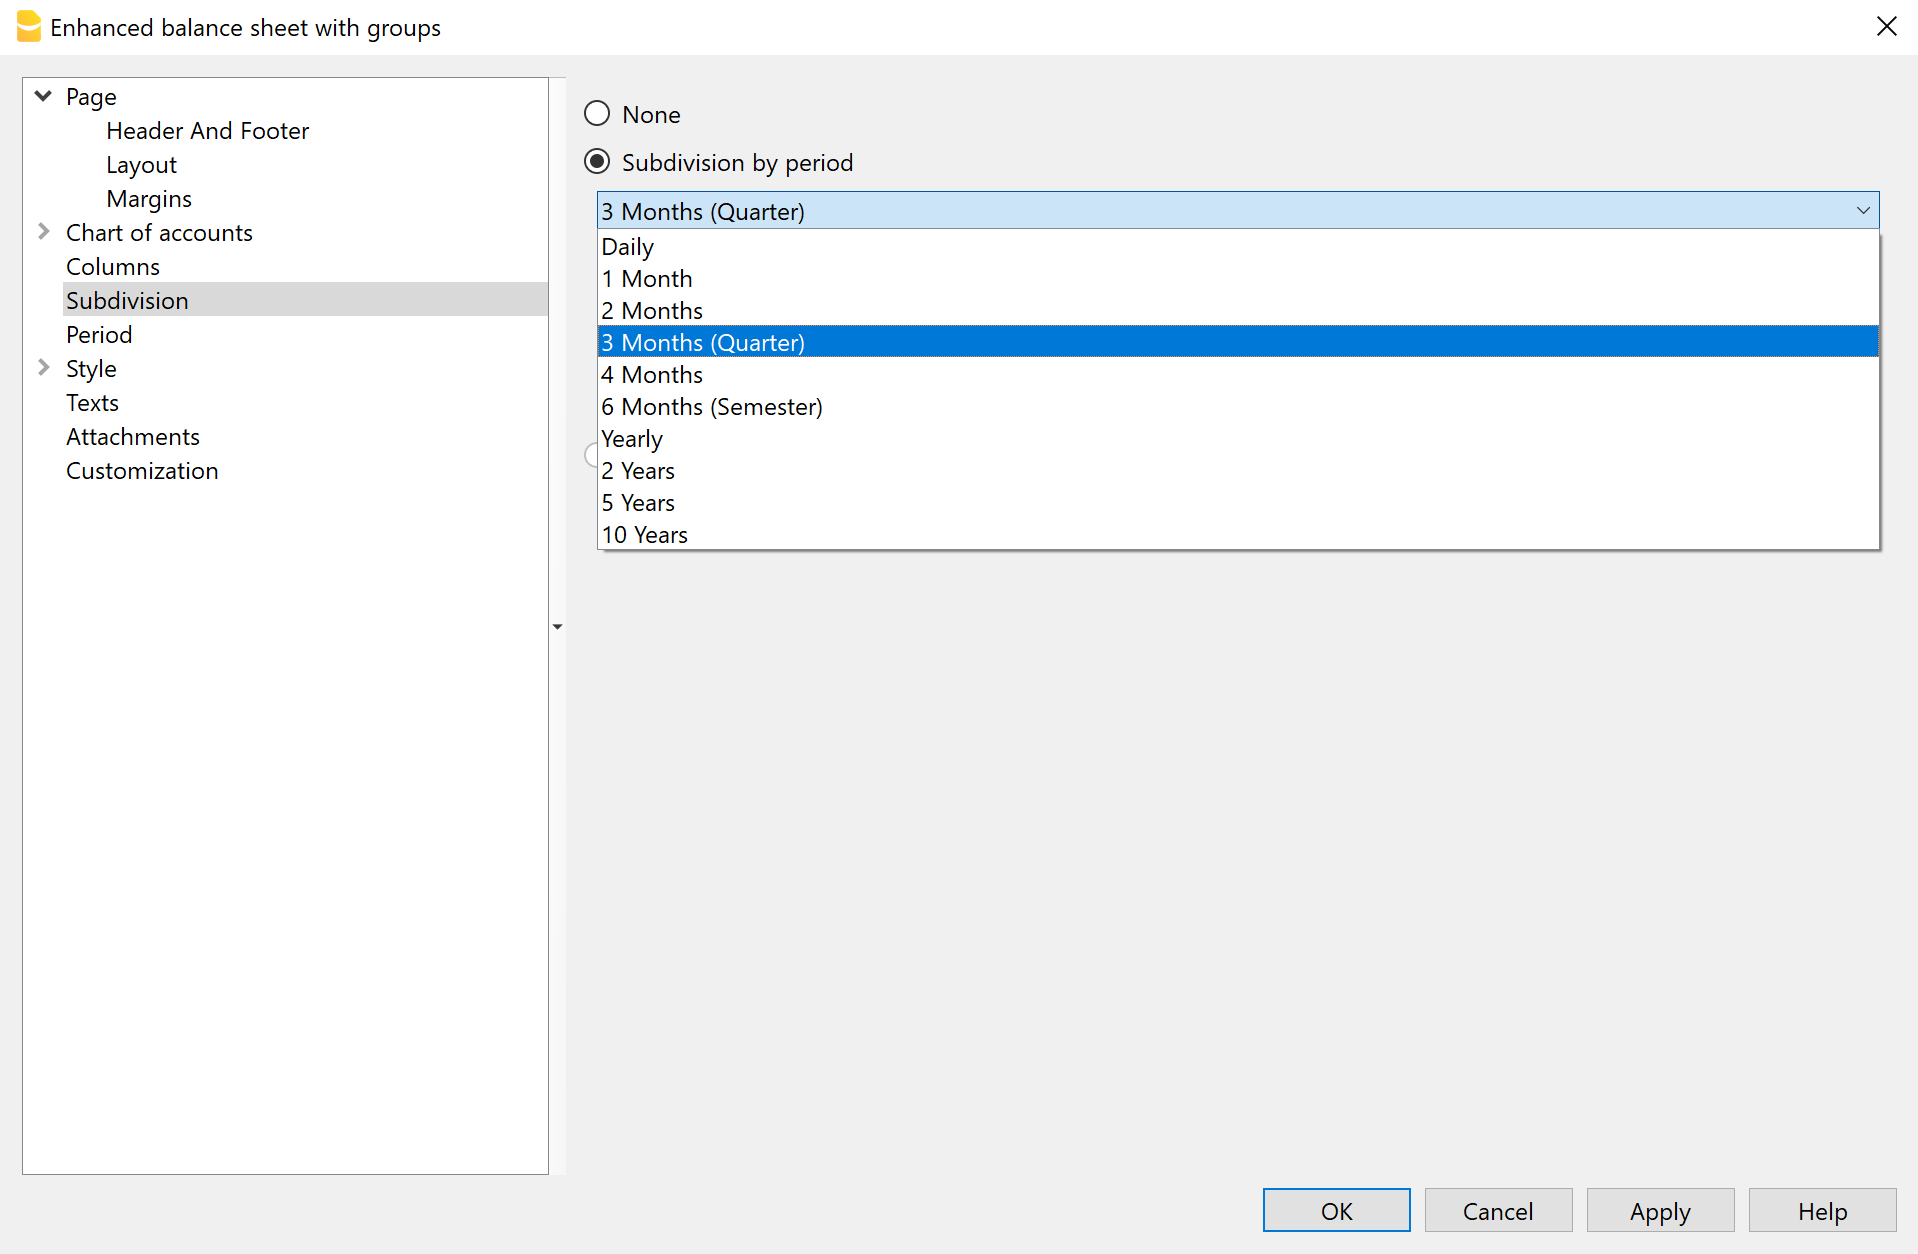 Enhanced balance sheet with groups
Page
Header And Footer
Layout
Margins
Chart of accounts
Columns
Subdivision
Period
Style
Texts
Attachments
Customization
None
Subdivision by period
3 Months (Quarter)
Daily
1 Month
2 Months
3 Months (Quarter)
4 Months
6 Months (Semester)
Yearly
2 Years
5 Years
10 Years
OK
Cancel
Apply
Help